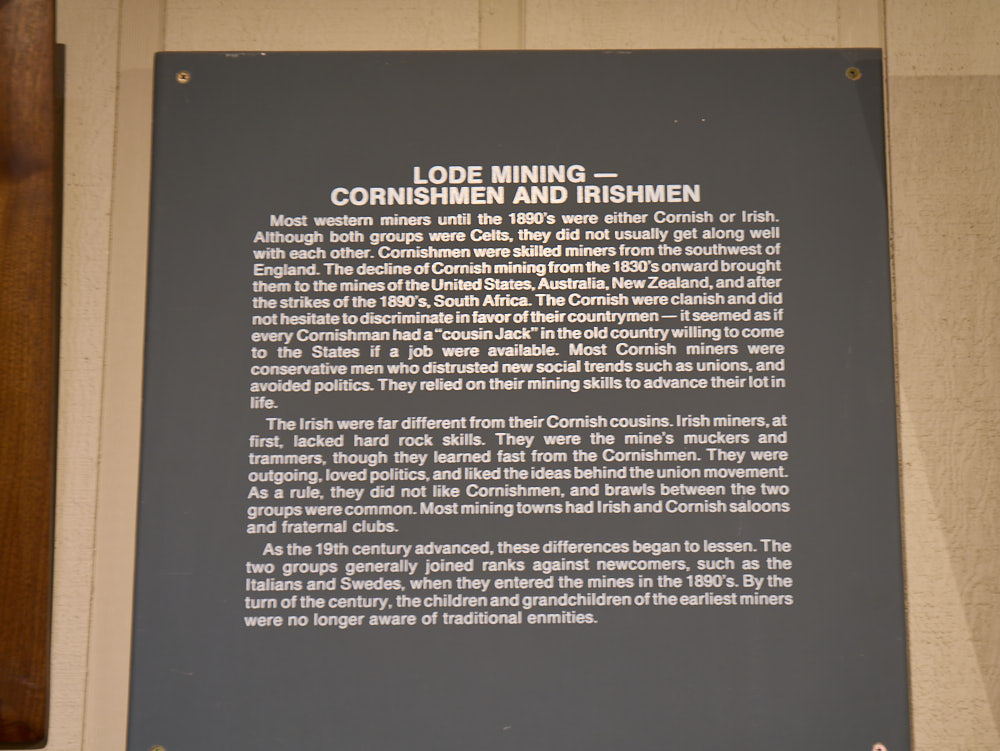 LODE MINING —
CORNISHMEN AND IRISHMEN
Most western miners until the 1890's were either Cornish or Irish.
Although both groups were Celts, they did not usually get along well
with each other. Cornishmen were skilled miners from the southwest of
England. The decline of Cornish mining from the 1830's onward brought
them to the mines of the United States, Australia, New Zealand, and after
the strikes of the 1890's, South Africa. The Cornish were clanish and did
not hesitate to discriminate in favor of their countrymen — it seemed as if
every Cornishman had a "cousin Jack" in the old country willing to come
to the States if a job were available. Most Cornish miners were
conservative men who distrusted new social trends such as unions, and
avoided politics. They relied on their mining skills to advance their lot in
life.
The Irish were far different from their Cornish cousins. Irish miners, at
first, lacked hard rock skills. They were the mine's muckers and
trammers, though they learned fast from the Cornishmen. They were
outgoing, loved politics, and liked the ideas behind the union movement.
As a rule, they did not like Cornishmen, and brawls between the two
groups were common. Most mining towns had Irish and Cornish saloons
and fraternal clubs.
As the 19th century advanced, these differences began to lessen. The
two groups generally joined ranks against newcomers, such as the
Italians and Swedes, when they entered the mines in the 1890's. By the
turn of the century, the children and grandchildren of the earliest miners
were no longer aware of traditional enmities.